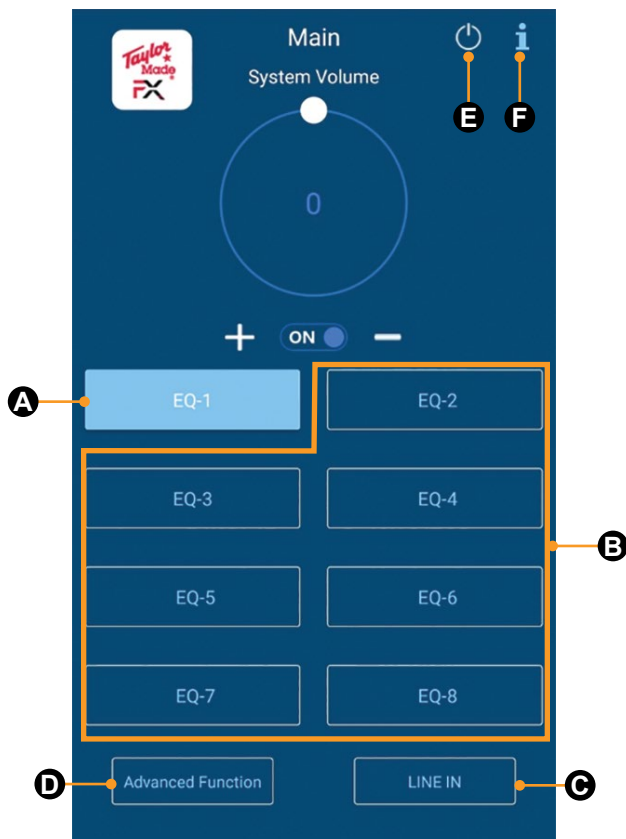 Taylor
Made
FX
Main
System Volume
E
F
0
+ ON −
A
EQ-1
EQ-2
EQ-3
EQ-4
B
EQ-5
EQ-6
EQ-7
EQ-8
D
Advanced Function
LINE IN
C